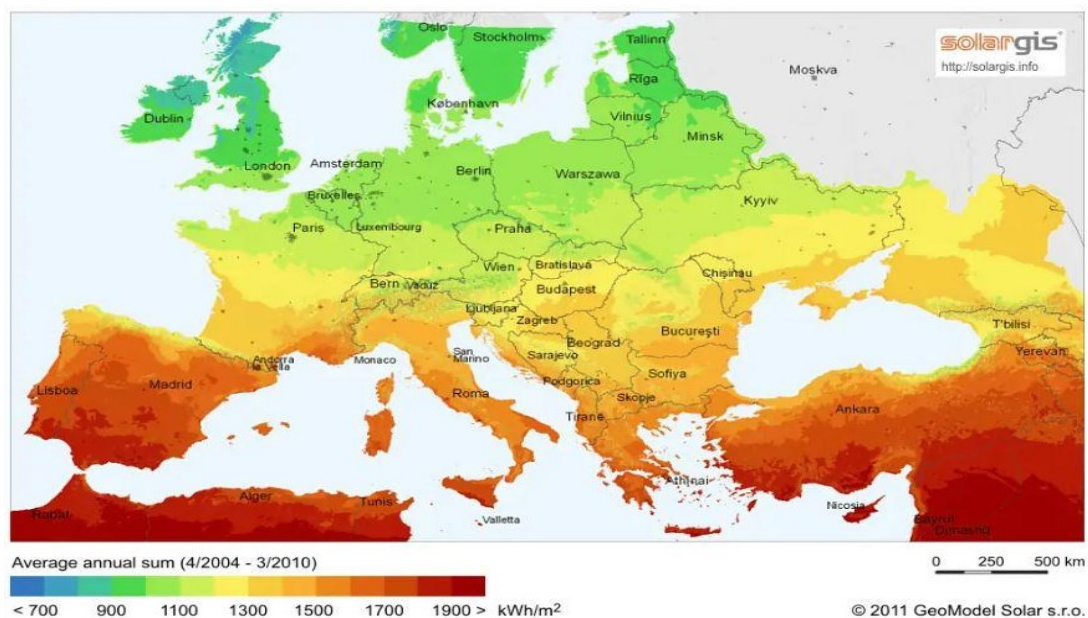 Oslo
Stockholm
Tallinn
solargis
http://solargis.info
Moskva
Rīga
København
Dublin
Vilnius
Minsk
London
Amsterdam
Berlin
Warszawa
Bruxelles
Kyyiv
Paris
Luxembourg
Praha
Wien
Bratislava
Chişinau
Bern
Vaduz
Budapest
Ljubljana
Zagreb
T'bilisi
Bucureşti
Beograd
Yerevan
Andorra
la Vella
Monaco
San
Marino
Sarajevo
Lisboa
Madrid
Podgorica
Sofiya
Roma
Skopje
Ankara
Tiranë
Athínai
Alger
Tunis
Nicosia
Rabat
Valletta
Bayrut
Dimashq
Average annual sum (4/2004 - 3/2010)
0 250 500 km
< 700 900 1100 1300 1500 1700 1900 > kWh/m²
© 2011 GeoModel Solar s.r.o.